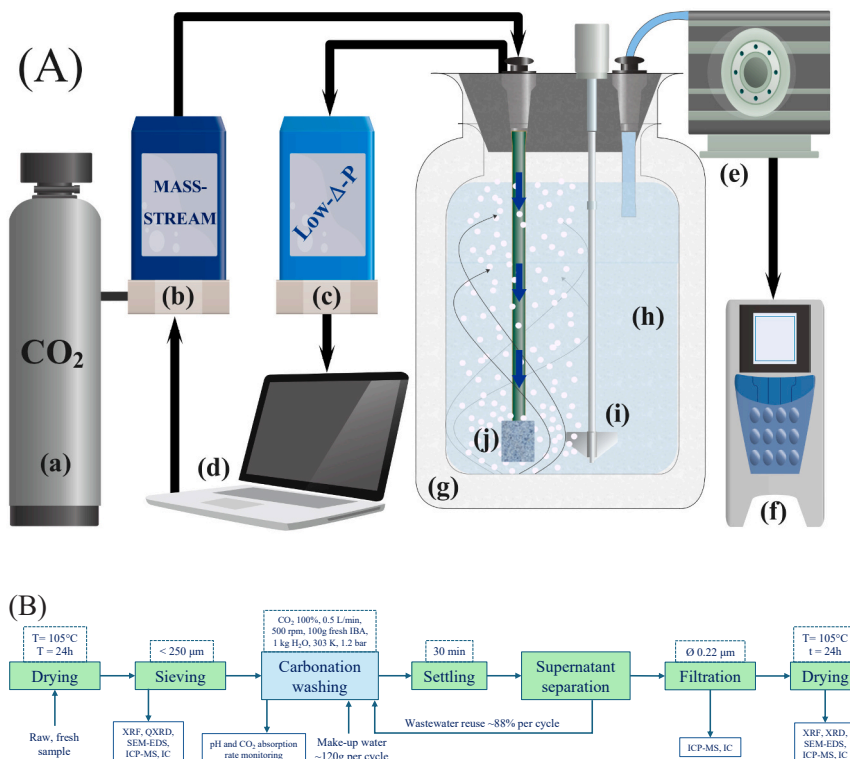 (A)
MASS-
STREAM
Low-Δ-P
(b)
(c)
(e)
CO₂
(a)
(d)
(h)
(i)
(j)
(g)
(f)
(B)
T= 105°C
T = 24h
Drying
Raw, fresh
sample
< 250 μm
Sieving
XRF, QXRD,
SEM-EDS,
ICP-MS, IC
CO₂ 100%, 0.5 L/min,
500 rpm, 100g fresh IBA,
1 kg H₂O, 303 K, 1.2 bar
Carbonation
washing
pH and CO₂ absorption
rate monitoring
Make-up water
~120g per cycle
30 min
Settling
Supernatant
separation
Wastewater reuse ~88% per cycle
Ø 0.22 μm
Filtration
ICP-MS, IC
T= 105°C
t = 24h
Drying
XRF, XRD,
SEM-EDS,
ICP-MS, IC